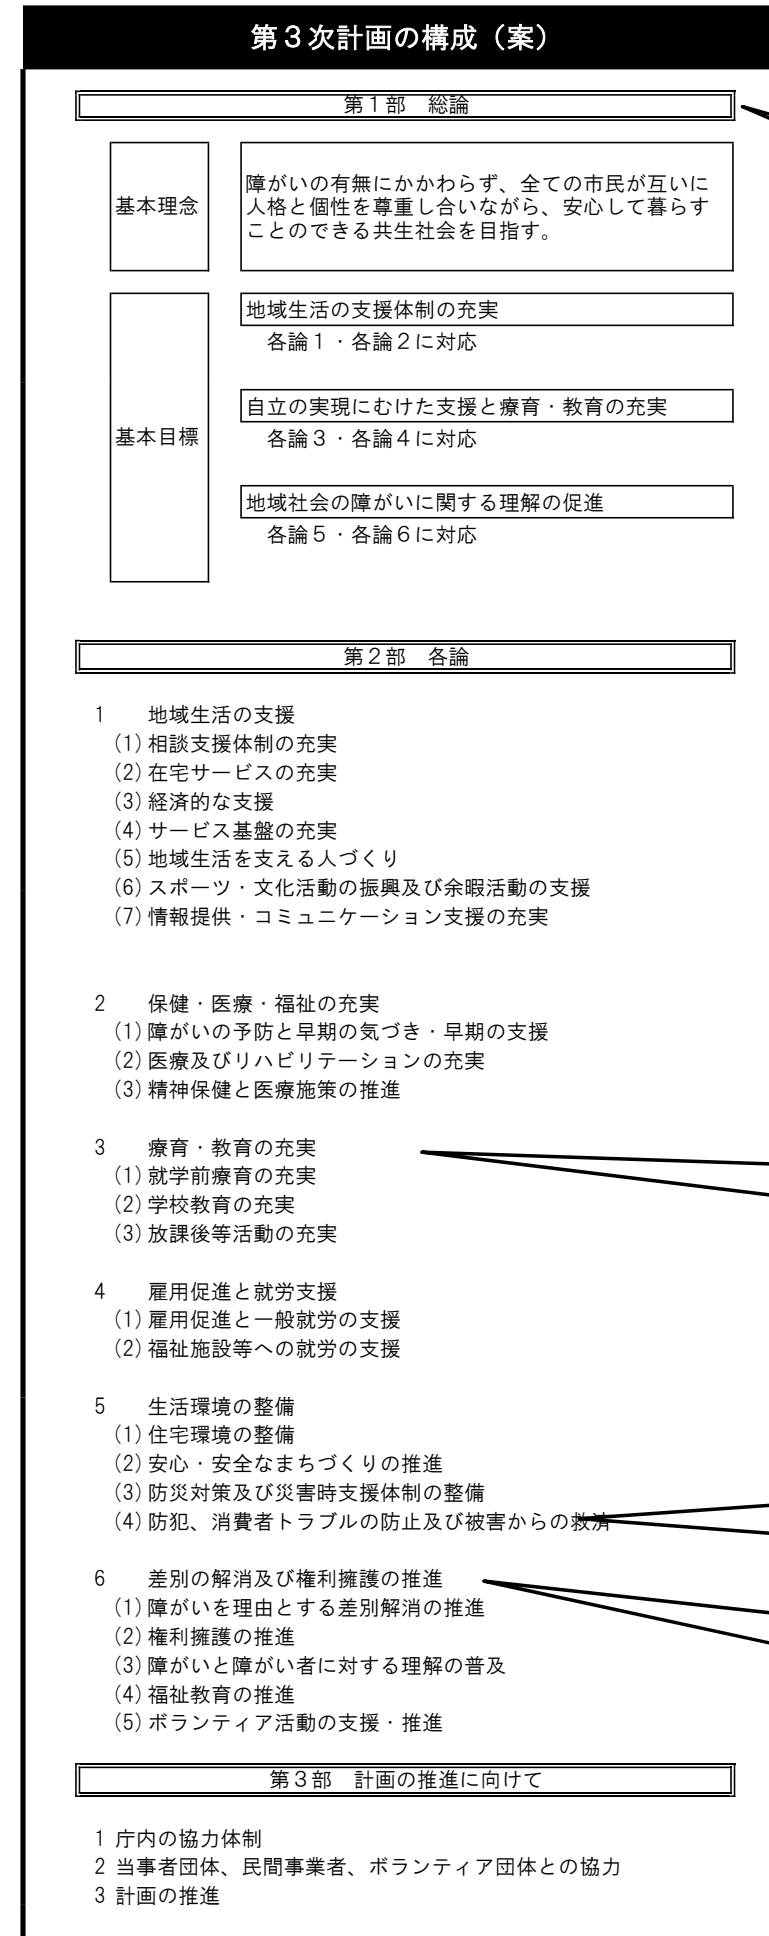 第３次計画の構成（案）
第１部　総論
基本理念
障がいの有無にかかわらず、全ての市民が互いに
人格と個性を尊重し合いながら、安心して暮らす
ことのできる共生社会を目指す。
基本目標
地域生活の支援体制の充実
各論１・各論２に対応
自立の実現にむけた支援と療育・教育の充実
各論３・各論４に対応
地域社会の障がいに関する理解の促進
各論５・各論６に対応
第２部　各論
1　地域生活の支援
(1)相談支援体制の充実
(2)在宅サービスの充実
(3)経済的な支援
(4)サービス基盤の充実
(5)地域生活を支える人づくり
(6)スポーツ・文化活動の振興及び余暇活動の支援
(7)情報提供・コミュニケーション支援の充実
2　保健・医療・福祉の充実
(1)障がいの予防と早期の気づき・早期の支援
(2)医療及びリハビリテーションの充実
(3)精神保健と医療施策の推進
3　療育・教育の充実
(1)就学前療育の充実
(2)学校教育の充実
(3)放課後等活動の充実
4　雇用促進と就労支援
(1)雇用促進と一般就労の支援
(2)福祉施設等への就労の支援
5　生活環境の整備
(1)住宅環境の整備
(2)安心・安全なまちづくりの推進
(3)防災対策及び災害時支援体制の整備
(4)防犯、消費者トラブルの防止及び被害からの救済
6　差別の解消及び権利擁護の推進
(1)障がいを理由とする差別解消の推進
(2)権利擁護の推進
(3)障がいと障がい者に対する理解の普及
(4)福祉教育の推進
(5)ボランティア活動の支援・推進
第３部　計画の推進に向けて
1 庁内の協力体制
2 当事者団体、民間事業者、ボランティア団体との協力
3 計画の推進